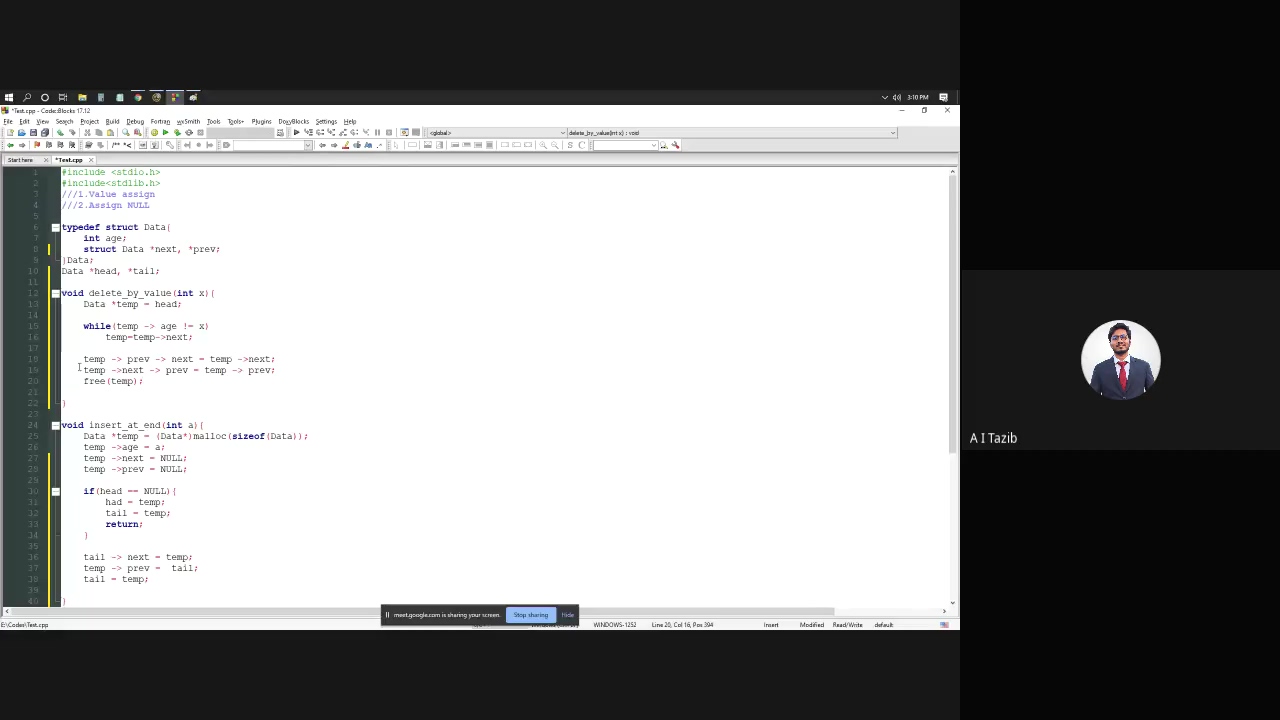 3:10 PM
*Test.cpp - Code::Blocks 17.12
File Edit View Search Project Build Debug Fortran wxSmith Tools Tools+ Plugins DoxyBlocks Settings Help
<global> delete_by_value(int x) : void
Start here *Test.cpp
1 #include <stdio.h>
2 #include<stdlib.h>
3 ///1.Value assign
4 ///2.Assign NULL
5
6 typedef struct Data{
7 int age;
8 struct Data *next, *prev;
9 }Data;
10 Data *head, *tail;
11
12 void delete_by_value(int x){
13 Data *temp = head;
14
15 while(temp -> age != x)
16 temp=temp->next;
17
18 temp -> prev -> next = temp ->next;
19 temp ->next -> prev = temp -> prev;
20 free(temp);
21
22 }
23
24 void insert_at_end(int a){
25 Data *temp = (Data*)malloc(sizeof(Data));
26 temp ->age = a;
27 temp ->next = NULL;
28 temp ->prev = NULL;
29
30 if(head == NULL){
31 had = temp;
32 tail = temp;
33 return;
34 }
35
36 tail -> next = temp;
37 temp -> prev =  tail;
38 tail = temp;
39
40 }
meet.google.com is sharing your screen. Stop sharing Hide
E:\Codes\Test.cpp WINDOWS-1252 Line 20, Col 16, Pos 394 Insert Modified Read/Write default
A I Tazib